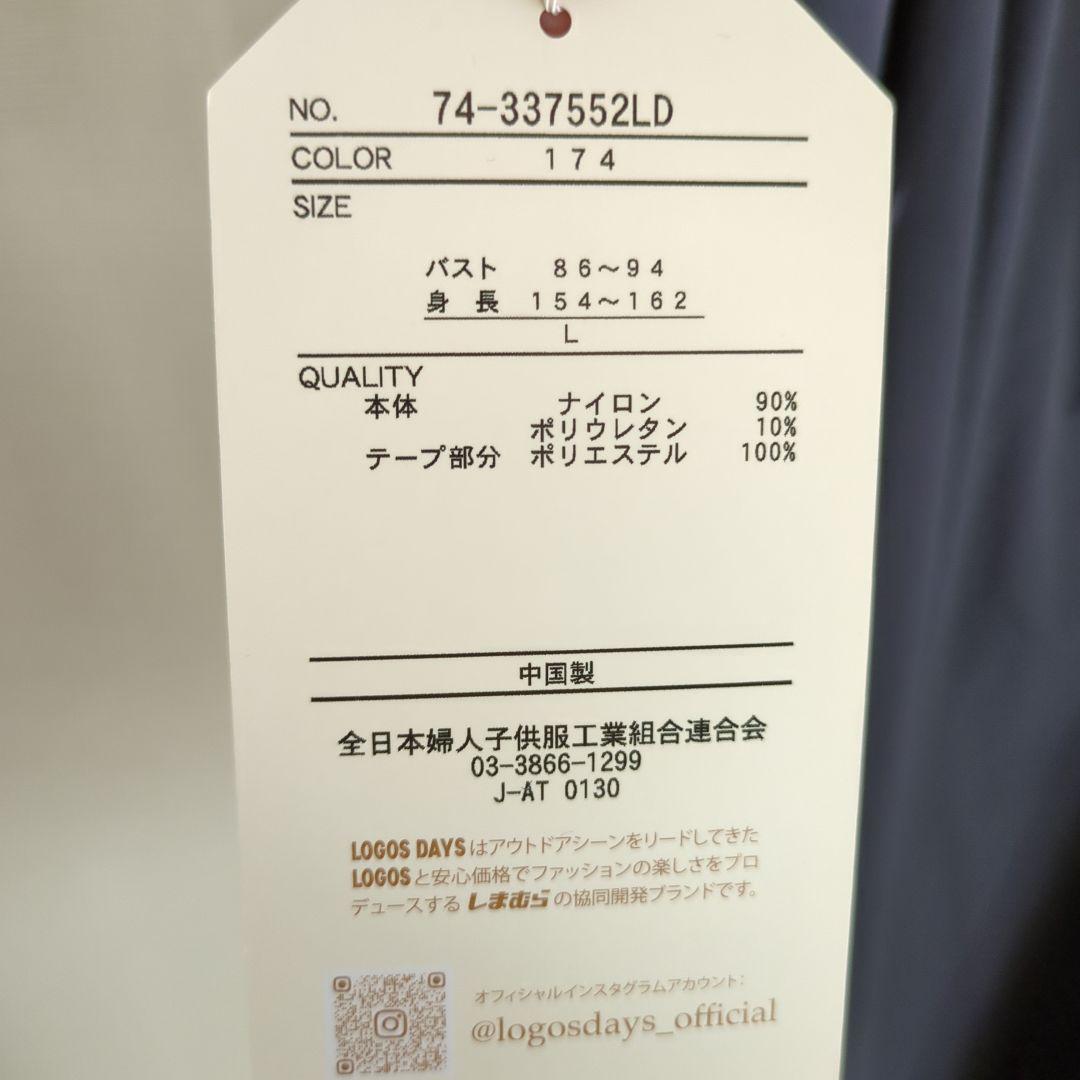 NO. 74-337552LD
COLOR 174
SIZE
バスト 86～94
身長 154～162
L
QUALITY
本体 ナイロン 90%
ポリウレタン 10%
テープ部分 ポリエステル 100%
中国製
全日本婦人子供服工業組合連合会
03-3866-1299
J-AT 0130
LOGOS DAYSはアウトドアシーンをリードしてきた
LOGOSと安心価格でファッションの楽しさをプロ
デュースするしまむらの協同開発ブランドです。
オフィシャルインスタグラムアカウント：
@logosdays_official